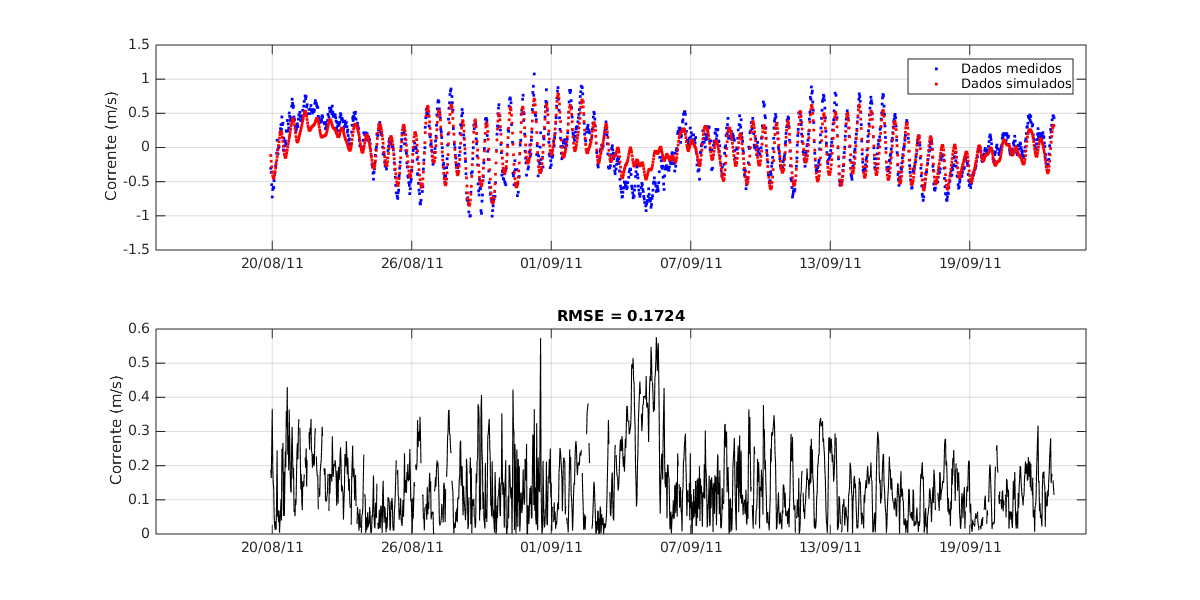 1.5
1
0.5
0
-0.5
-1
-1.5
Corrente (m/s)
Dados medidos
Dados simulados
20/08/11 26/08/11 01/09/11 07/09/11 13/09/11 19/09/11
RMSE = 0.1724
0.6
0.5
0.4
0.3
0.2
0.1
0
Corrente (m/s)
20/08/11 26/08/11 01/09/11 07/09/11 13/09/11 19/09/11